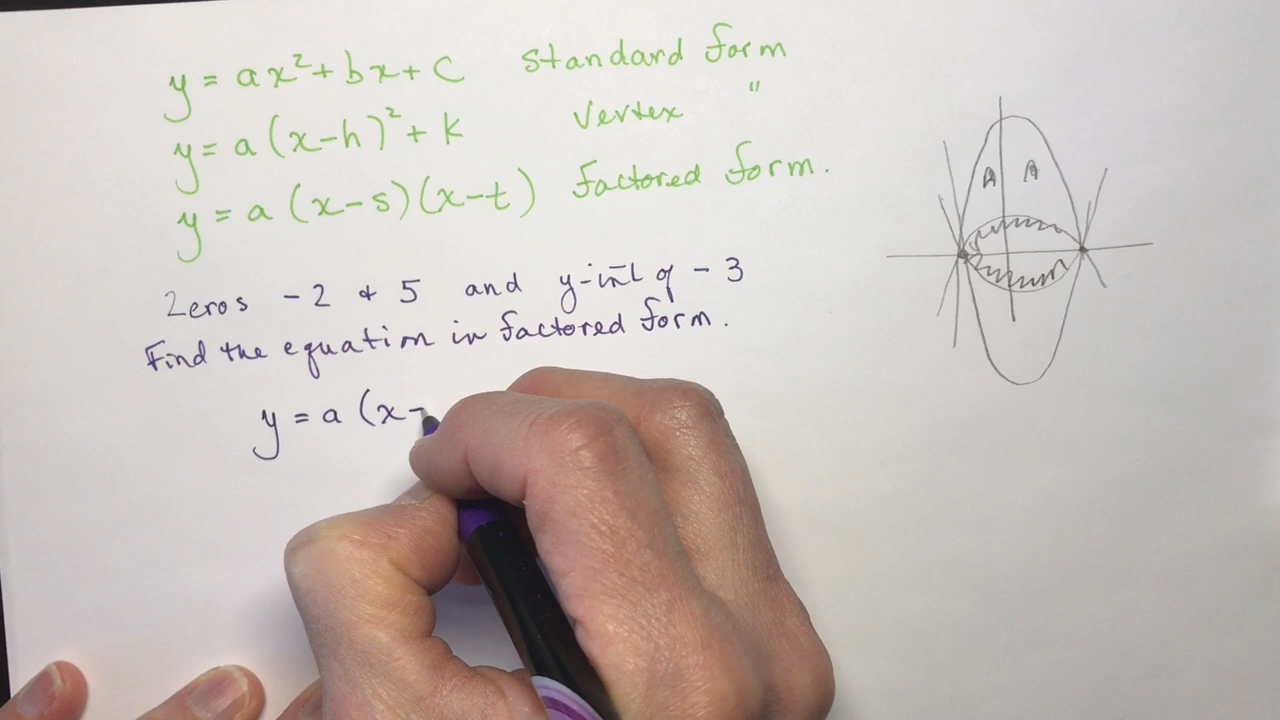 y = ax² + bx + c standard form
y = a(x-h)² + k vertex "
y = a(x-s)(x-t) factored form.
A A
Zeros -2 & 5 and y-int of -3
Find the equation in factored form.
y = a (x-